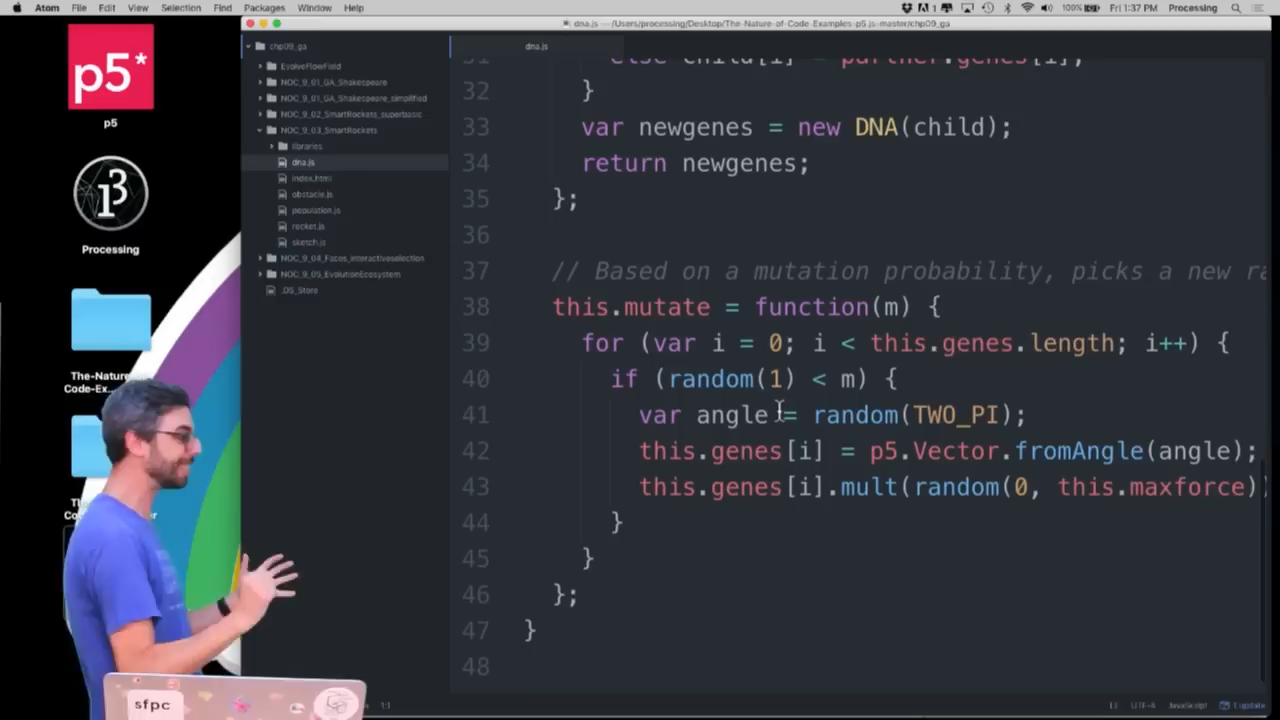 Atom File Edit View Selection Find Packages Window Help
1 100% Fri 1:37 PM Processing
dna.js — /Users/processing/Desktop/The-Nature-of-Code-Examples-p5.js-master/chp09_ga
p5*
p5
Processing
The-Nature-
Code-Ex...
chp09_ga
EvolveFlowField
NOC_9_01_GA_Shakespeare
NOC_9_01_GA_Shakespeare_simplified
NOC_9_02_SmartRockets_superbasic
NOC_9_03_SmartRockets
libraries
dna.js
index.html
obstacle.js
population.js
rocket.js
sketch.js
NOC_9_04_Faces_interactiveselection
NOC_9_05_EvolutionEcosystem
.DS_Store
dna.js
31 else child[i] = partner.genes[i];
32 }
33 var newgenes = new DNA(child);
34 return newgenes;
35 };
36
37 // Based on a mutation probability, picks a new ra
38 this.mutate = function(m) {
39 for (var i = 0; i < this.genes.length; i++) {
40 if (random(1) < m) {
41 var angle = random(TWO_PI);
42 this.genes[i] = p5.Vector.fromAngle(angle);
43 this.genes[i].mult(random(0, this.maxforce))
44 }
45 }
46 };
47 }
48
1:1 LF UTF-8 JavaScript 1 update
sfpc